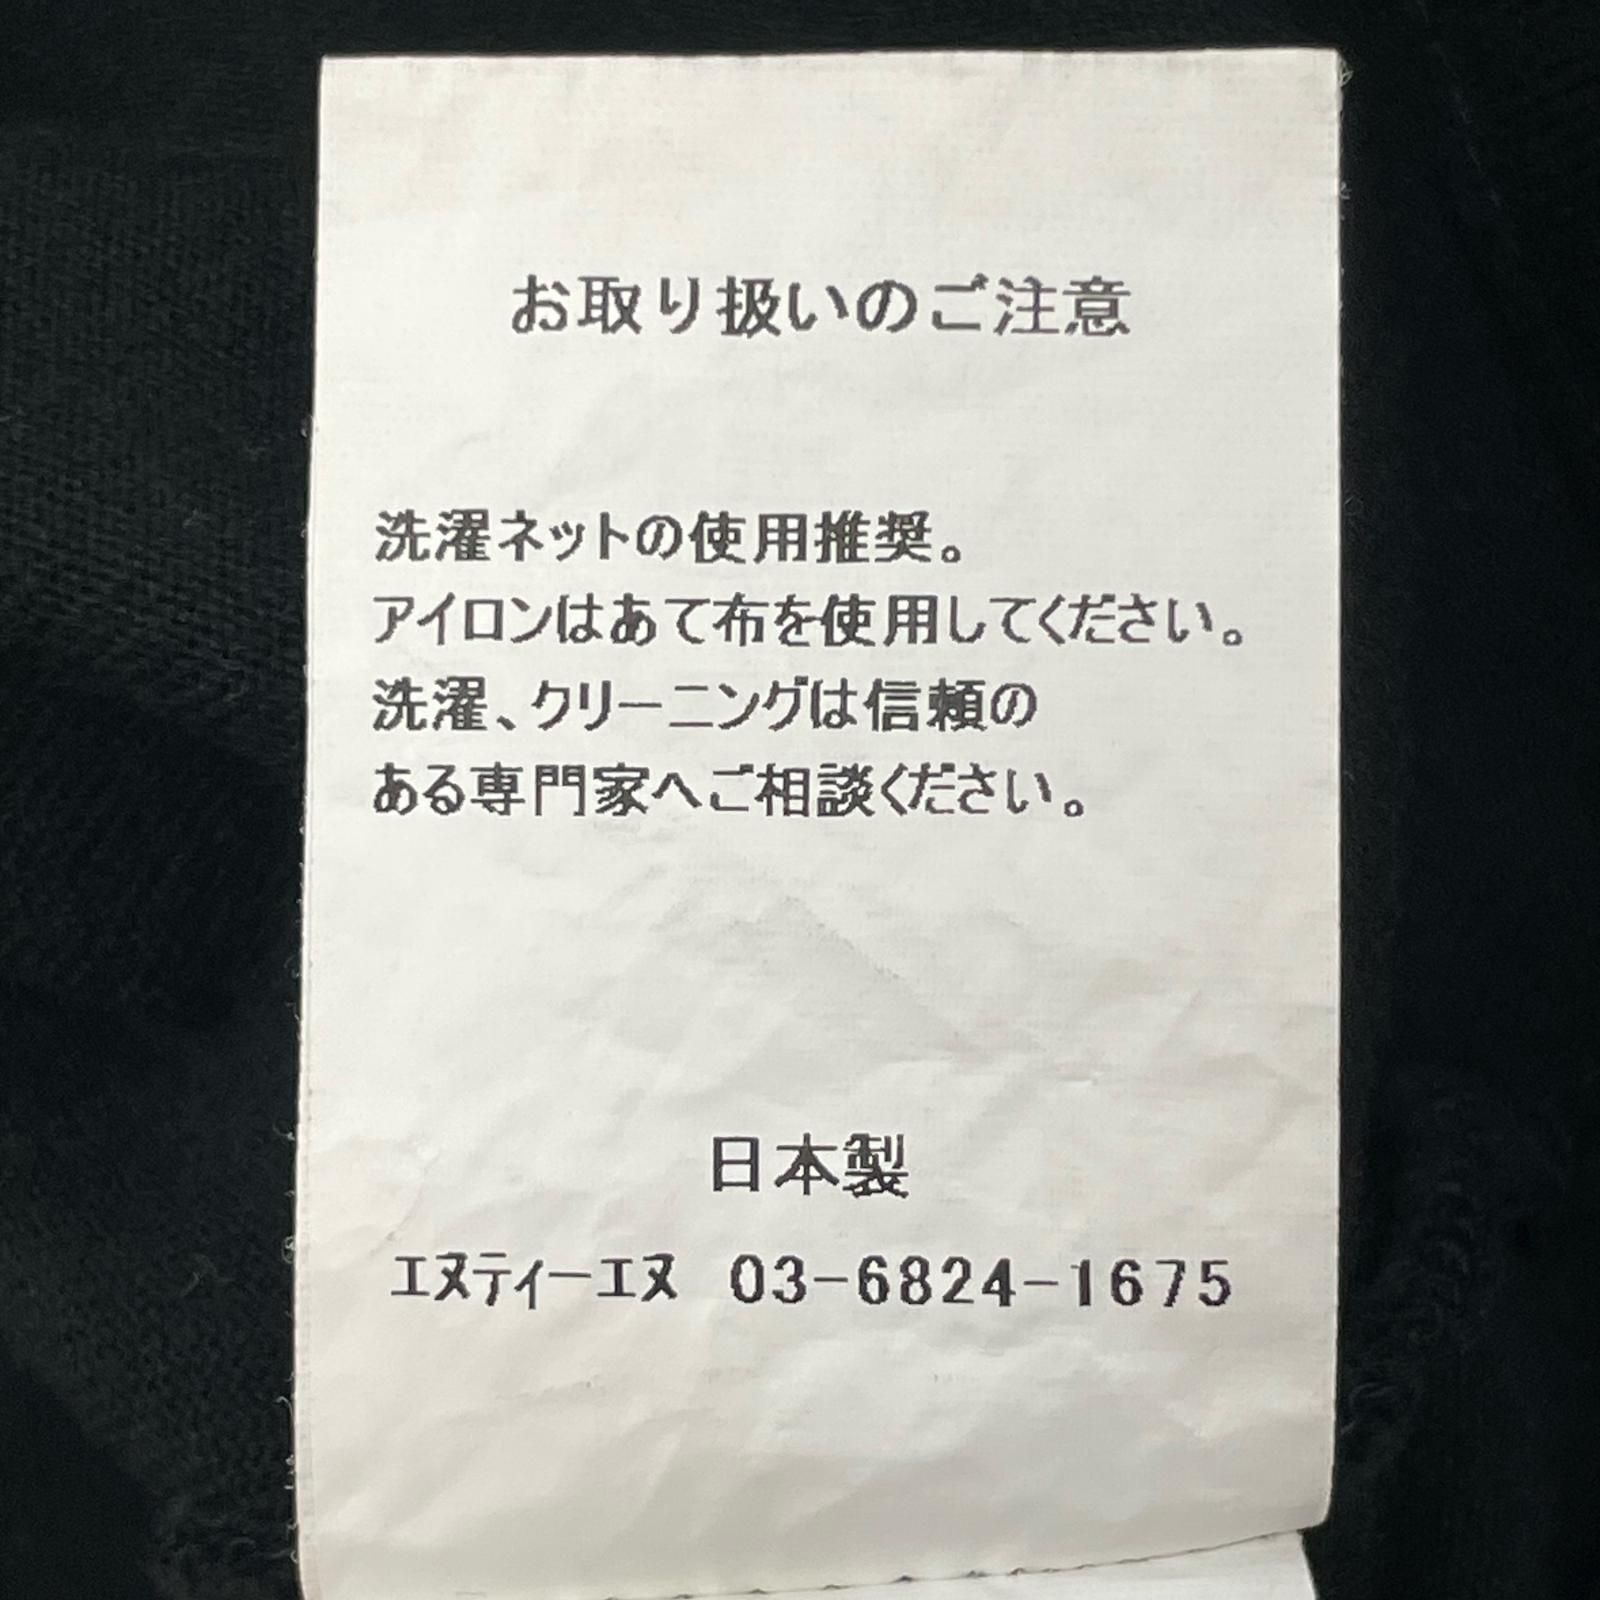 お取り扱いのご注意
洗濯ネットの使用推奨。
アイロンはあて布を使用してください。
洗濯、クリーニングは信頼の
ある専門家へご相談ください。
日本製
エヌティーエヌ 03-6824-1675